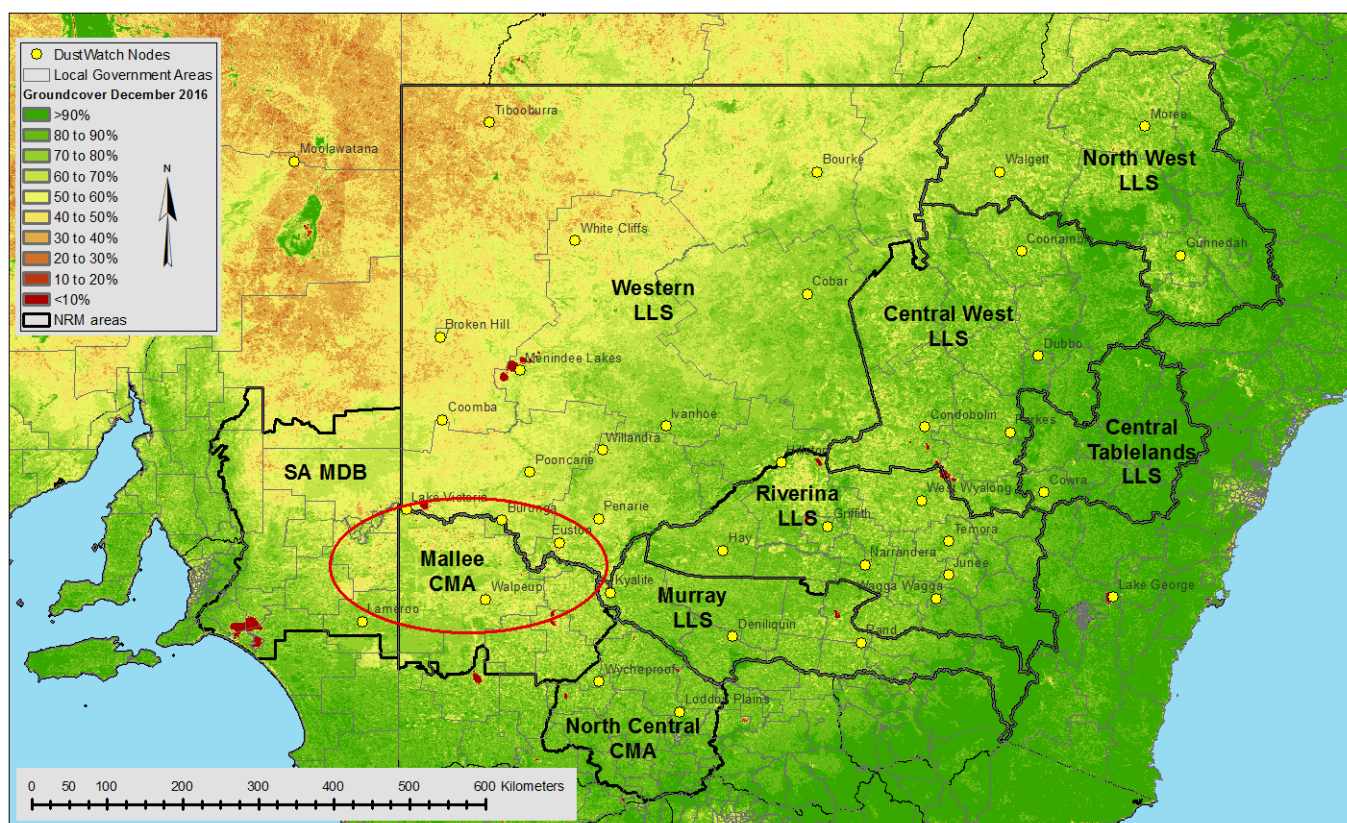 DustWatch Nodes
Local Government Areas
Groundcover December 2016
>90%
80 to 90%
70 to 80%
60 to 70%
50 to 60%
40 to 50%
30 to 40%
20 to 30%
10 to 20%
<10%
NRM areas
N
Tibooburra
Moolawatana
Bourke
Walgett
Moree
North West
LLS
White Cliffs
Coonamble
Gunnedah
Western
LLS
Cobar
Central West
LLS
Broken Hill
Menindee Lakes
Dubbo
Coomba
Ivanhoe
Condobolin
Central
Tablelands
LLS
Willandra
Pooncarie
SA MDB
Riverina
LLS
West Wyalong
Cowra
Lake Victoria
Buronga
Penarie
Griffith
Euston
Hay
Temora
Mallee
CMA
Narrandera
Junee
Walpeup
Kyalite
Wagga Wagga
Lake George
Murray
LLS
Lameroo
Deniliquin
Rand
Wycheproof
Loddon Plains
North Central
CMA
0 50 100 200 300 400 500 600 Kilometers